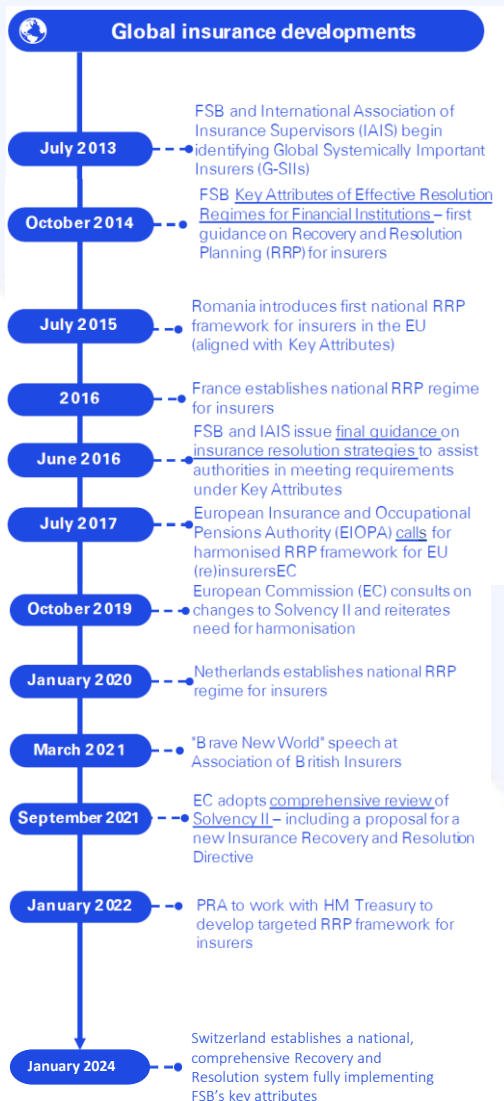 Global insurance developments
July 2013
FSB and International Association of
Insurance Supervisors (IAIS) begin
identifying Global Systemically Important
Insurers (G-SIIs)
October 2014
FSB Key Attributes of Effective Resolution
Regimes for Financial Institutions – first
guidance on Recovery and Resolution
Planning (RRP) for insurers
July 2015
Romania introduces first national RRP
framework for insurers in the EU
(aligned with Key Attributes)
2016
France establishes national RRP regime
for insurers
June 2016
FSB and IAIS issue final guidance on
insurance resolution strategies to assist
authorities in meeting requirements
under Key Attributes
July 2017
European Insurance and Occupational
Pensions Authority (EIOPA) calls for
harmonised RRP framework for EU
(re)insurersEC
October 2019
European Commission (EC) consults on
changes to Solvency II and reiterates
need for harmonisation
January 2020
Netherlands establishes national RRP
regime for insurers
March 2021
"Brave New World" speech at
Association of British Insurers
September 2021
EC adopts comprehensive review of
Solvency II – including a proposal for a
new Insurance Recovery and Resolution
Directive
January 2022
PRA to work with HM Treasury to
develop targeted RRP framework for
insurers
January 2024
Switzerland establishes a national,
comprehensive Recovery and
Resolution system fully implementing
FSB's key attributes